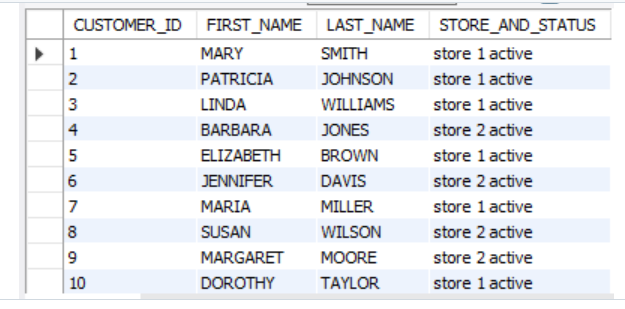 CUSTOMER_ID FIRST_NAME LAST_NAME STORE_AND_STATUS
1 MARY SMITH store 1 active
2 PATRICIA JOHNSON store 1 active
3 LINDA WILLIAMS store 1 active
4 BARBARA JONES store 2 active
5 ELIZABETH BROWN store 1 active
6 JENNIFER DAVIS store 2 active
7 MARIA MILLER store 1 active
8 SUSAN WILSON store 2 active
9 MARGARET MOORE store 2 active
10 DOROTHY TAYLOR store 1 active